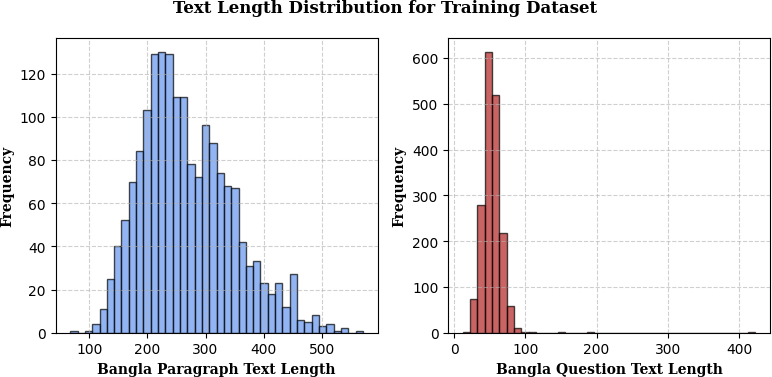 Text Length Distribution for Training Dataset
Frequency
120
100
80
60
40
20
0
100 200 300 400 500
Bangla Paragraph Text Length
Frequency
600
500
400
300
200
100
0
0 100 200 300 400
Bangla Question Text Length